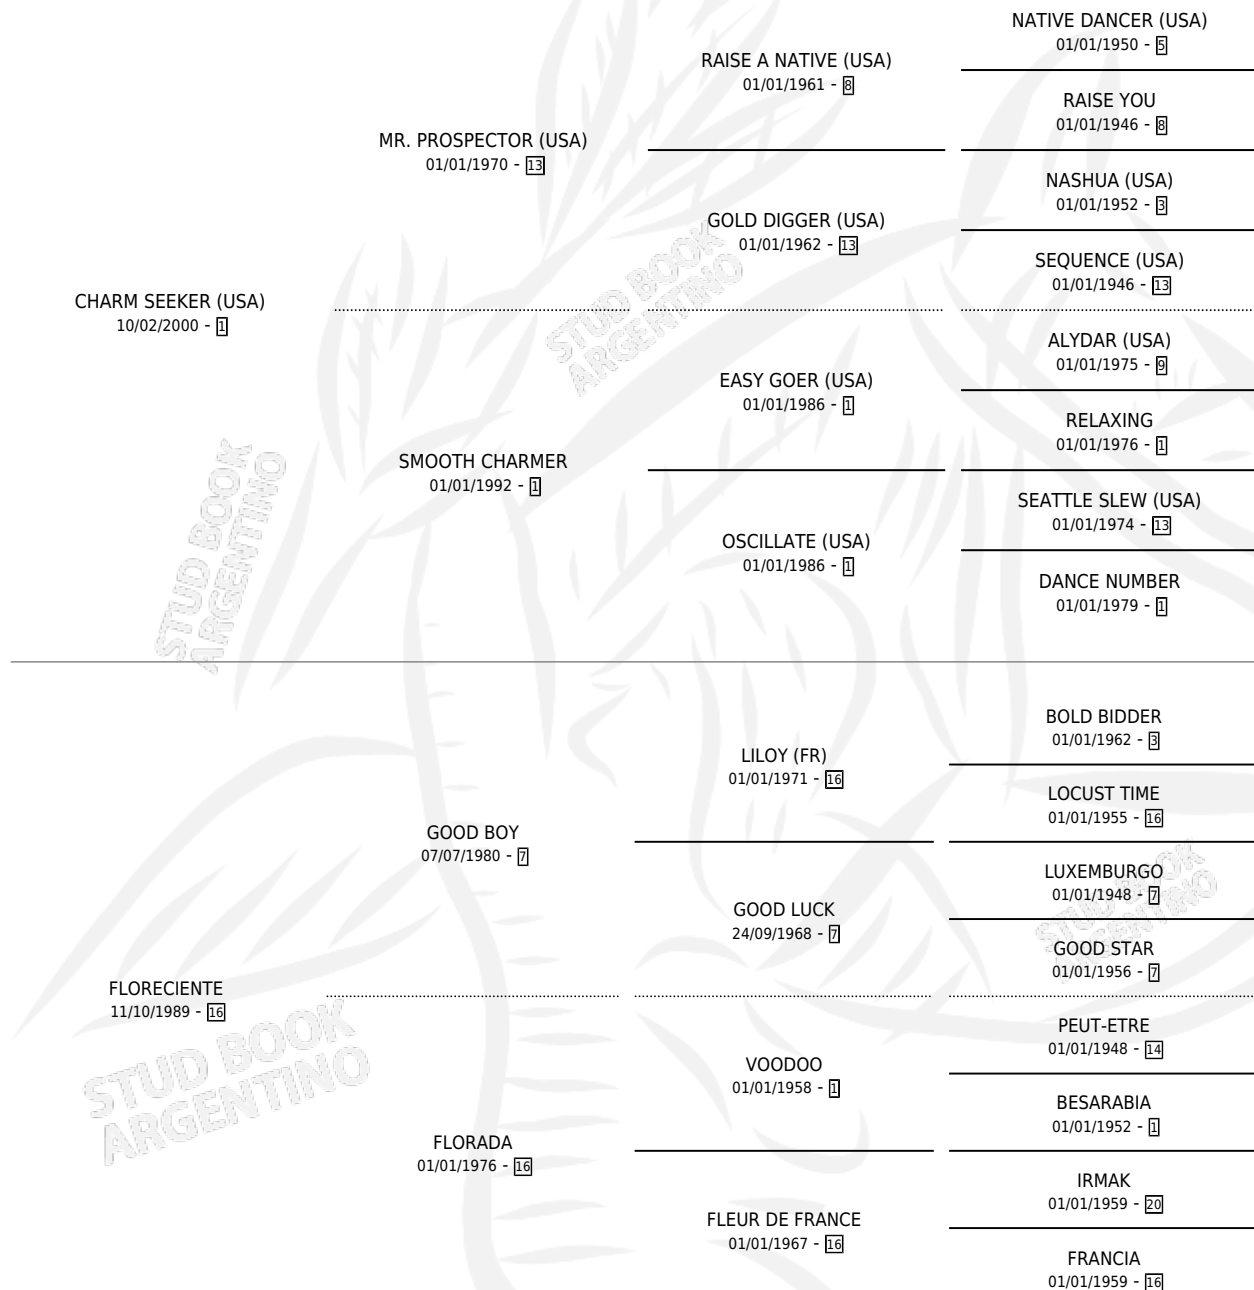 NATIVE DANCER (USA)
01/01/1950 - 5
RAISE A NATIVE (USA)
01/01/1961 - 8
RAISE YOU
01/01/1946 - 8
MR. PROSPECTOR (USA)
01/01/1970 - 13
NASHUA (USA)
01/01/1952 - 3
GOLD DIGGER (USA)
01/01/1962 - 13
SEQUENCE (USA)
01/01/1946 - 13
CHARM SEEKER (USA)
10/02/2000 - 1
STUD BOOK
ARGENTINO
ALYDAR (USA)
01/01/1975 - 9
EASY GOER (USA)
01/01/1986 - 1
RELAXING
01/01/1976 - 1
SMOOTH CHARMER
01/01/1992 - 1
SEATTLE SLEW (USA)
01/01/1974 - 13
OSCILLATE (USA)
01/01/1986 - 1
DANCE NUMBER
01/01/1979 - 1
STUD BOOK
ARGENTINO
BOLD BIDDER
01/01/1962 - 3
LILOY (FR)
01/01/1971 - 16
LOCUST TIME
01/01/1955 - 16
GOOD BOY
07/07/1980 - 7
LUXEMBURGO
01/01/1948 - 7
GOOD LUCK
24/09/1968 - 7
STUD BOOK
ARGENTINO
GOOD STAR
01/01/1956 - 7
FLORECIENTE
11/10/1989 - 16
PEUT-ETRE
01/01/1948 - 14
VOODOO
01/01/1958 - 1
BESARABIA
01/01/1952 - 1
STUD BOOK
ARGENTINO
FLORADA
01/01/1976 - 16
IRMAK
01/01/1959 - 20
FLEUR DE FRANCE
01/01/1967 - 16
FRANCIA
01/01/1959 - 16